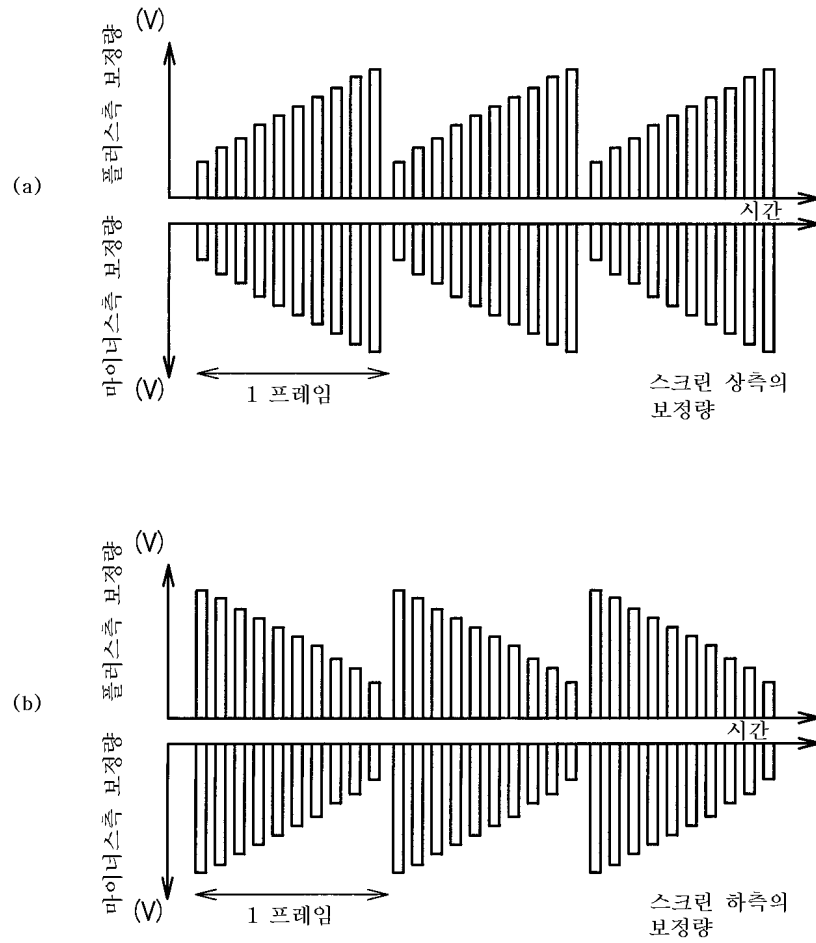 (V)
플러스측 보정량
(a)
시간
마이너스측 보정량
(V)
1 프레임
스크린 상측의
보정량
(V)
플러스측 보정량
(b)
시간
마이너스측 보정량
(V)
1 프레임
스크린 하측의
보정량